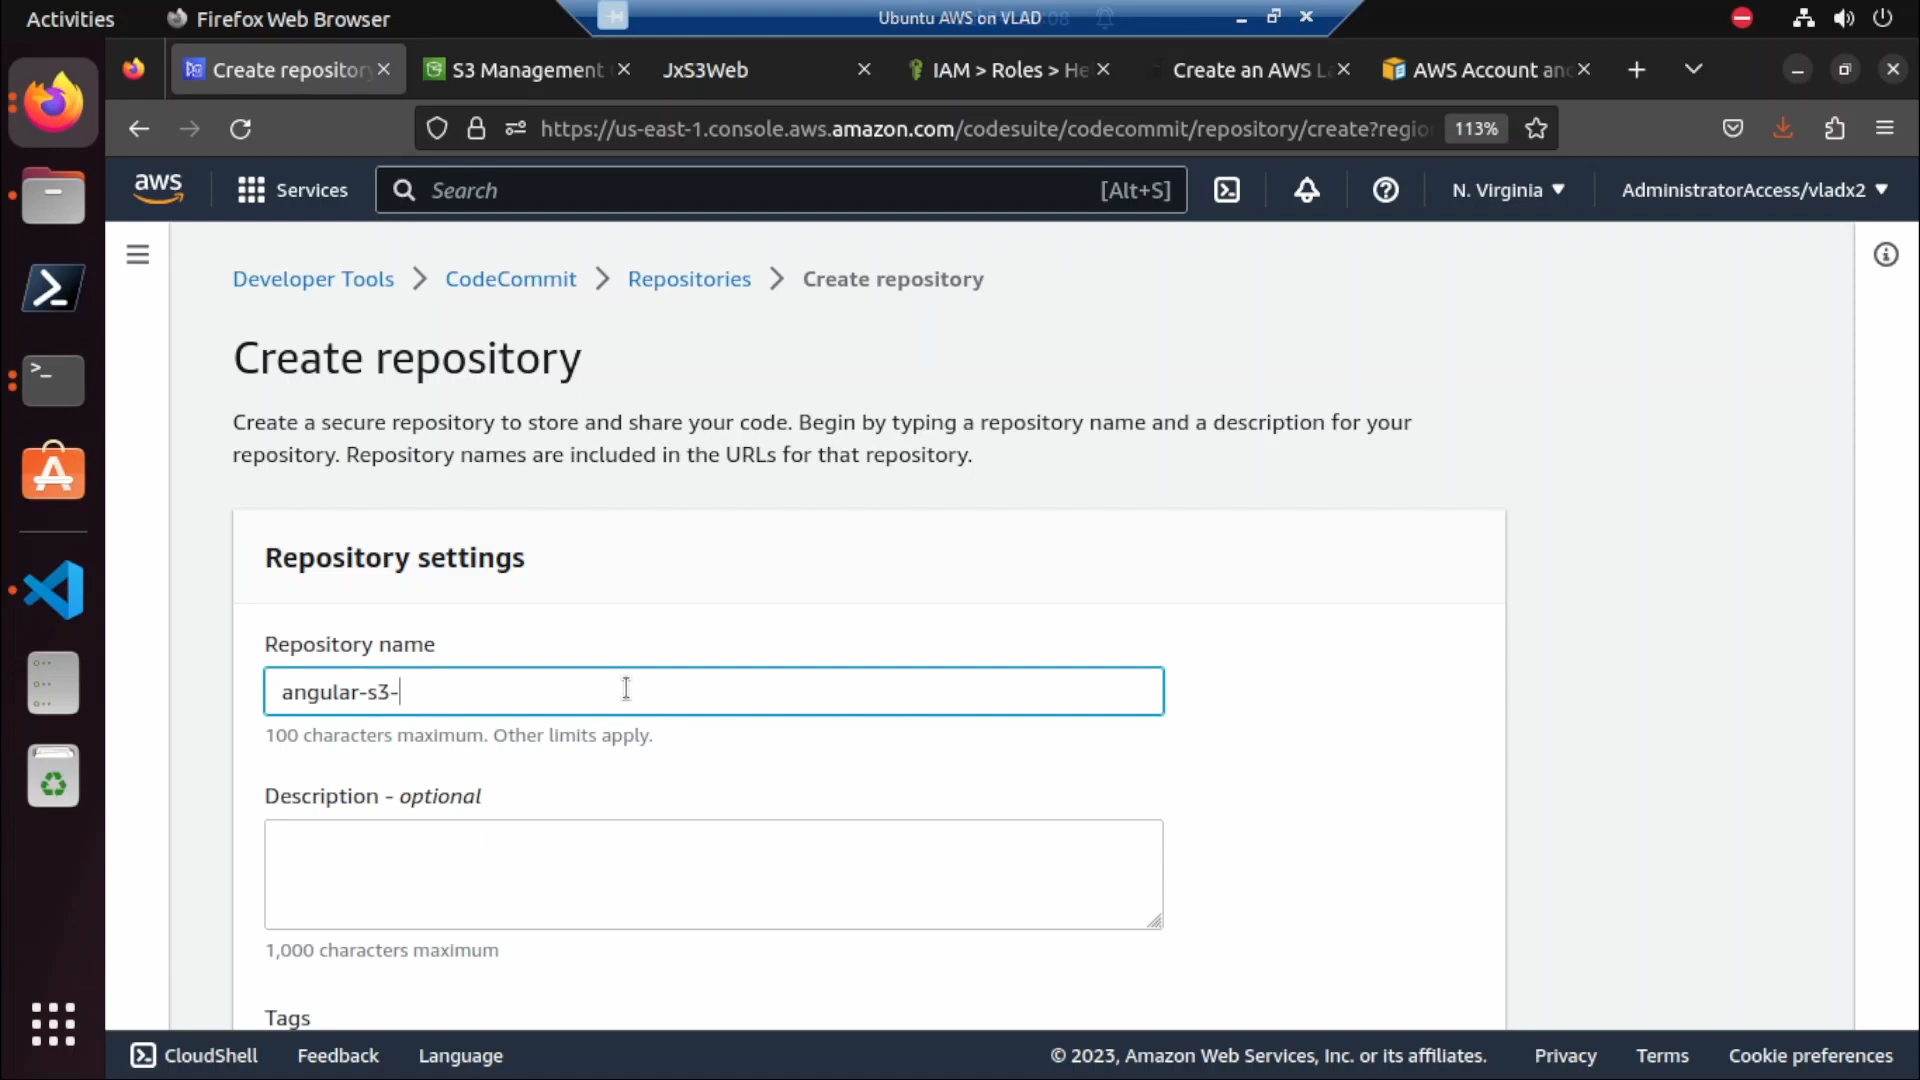 Activities
Firefox Web Browser
Ubuntu AWS on VLAD
Create repository
S3 Management
JxS3Web
IAM > Roles > He
Create an AWS L
AWS Account an
https://us-east-1.console.aws.amazon.com/codesuite/codecommit/repository/create?regio
113%
aws
Services
Search
[Alt+S]
N. Virginia
AdministratorAccess/vladx2
Developer Tools
CodeCommit
Repositories
Create repository
Create repository
Create a secure repository to store and share your code. Begin by typing a repository name and a description for your
repository. Repository names are included in the URLs for that repository.
Repository settings
Repository name
angular-s3-
100 characters maximum. Other limits apply.
Description - optional
1,000 characters maximum
Tags
CloudShell
Feedback
Language
© 2023, Amazon Web Services, Inc. or its affiliates.
Privacy
Terms
Cookie preferences